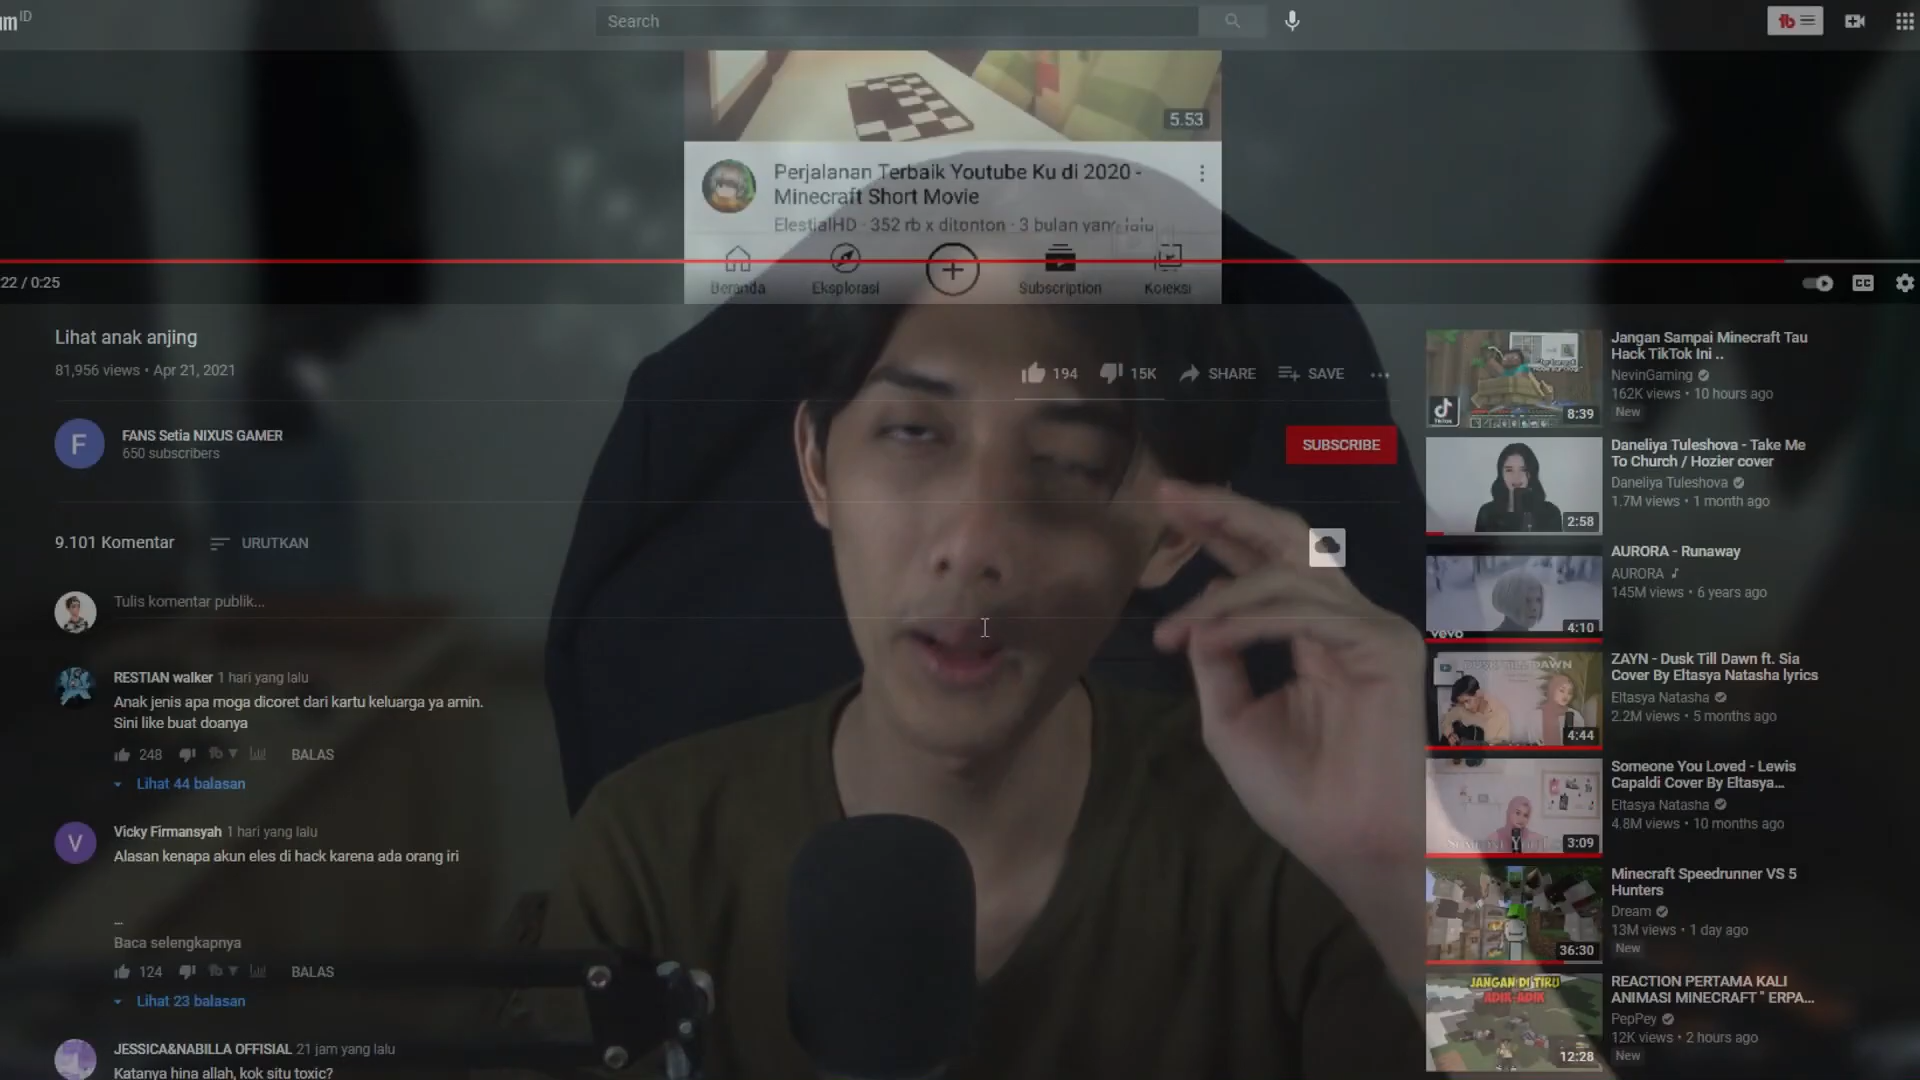 um ID
Search
5.53
Perjalanan Terbaik Youtube Ku di 2020 -
Minecraft Short Movie
ElestialHD · 352 rb x ditonton · 3 bulan yang lalu
Beranda
Eksplorasi
Subscription
Koleksi
22 / 0:25
CC
Lihat anak anjing
81,956 views • Apr 21, 2021
194
15K
SHARE
SAVE
F
FANS Setia NIXUS GAMER
650 subscribers
SUBSCRIBE
9.101 Komentar
URUTKAN
Tulis komentar publik...
RESTIAN walker 1 hari yang lalu
Anak jenis apa moga dicoret dari kartu keluarga ya amin.
Sini like buat doanya
248
BALAS
Lihat 44 balasan
V
Vicky Firmansyah 1 hari yang lalu
Alasan kenapa akun eles di hack karena ada orang iri
...
Baca selengkapnya
124
BALAS
Lihat 23 balasan
JESSICA&NABILLA OFFISIAL 21 jam yang lalu
Katanya hina allah, kok situ toxic?
8:39
Jangan Sampai Minecraft Tau
Hack TikTok Ini ..
NevinGaming
162K views • 10 hours ago
New
2:58
Daneliya Tuleshova - Take Me
To Church / Hozier cover
Daneliya Tuleshova
1.7M views • 1 month ago
vevo
4:10
AURORA - Runaway
AURORA
145M views • 6 years ago
DUSK TILL DAWN
4:44
ZAYN - Dusk Till Dawn ft. Sia
Cover By Eltasya Natasha lyrics
Eltasya Natasha
2.2M views • 5 months ago
3:09
Someone You Loved - Lewis
Capaldi Cover By Eltasya...
Eltasya Natasha
4.8M views • 10 months ago
36:30
Minecraft Speedrunner VS 5
Hunters
Dream
13M views • 1 day ago
New
JANGAN DI TIRU
ADIK-ADIK
12:28
REACTION PERTAMA KALI
ANIMASI MINECRAFT " ERPA...
PepPey
12K views • 2 hours ago
New